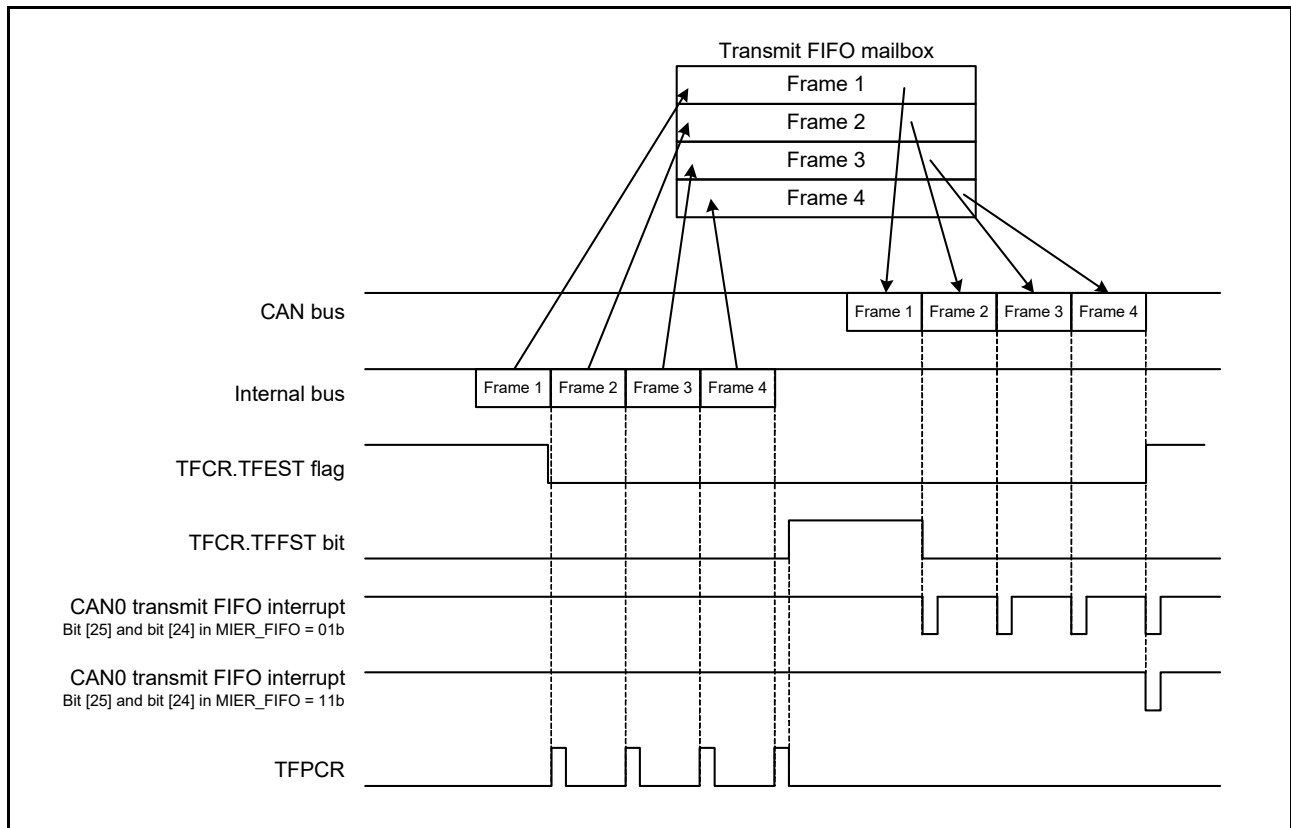 Transmit FIFO mailbox
Frame 1
Frame 2
Frame 3
Frame 4
CAN bus
Frame 1 Frame 2 Frame 3 Frame 4
Internal bus
Frame 1 Frame 2 Frame 3 Frame 4
TFCR.TFEST flag
TFCR.TFFST bit
CAN0 transmit FIFO interrupt
Bit [25] and bit [24] in MIER_FIFO = 01b
CAN0 transmit FIFO interrupt
Bit [25] and bit [24] in MIER_FIFO = 11b
TFPCR